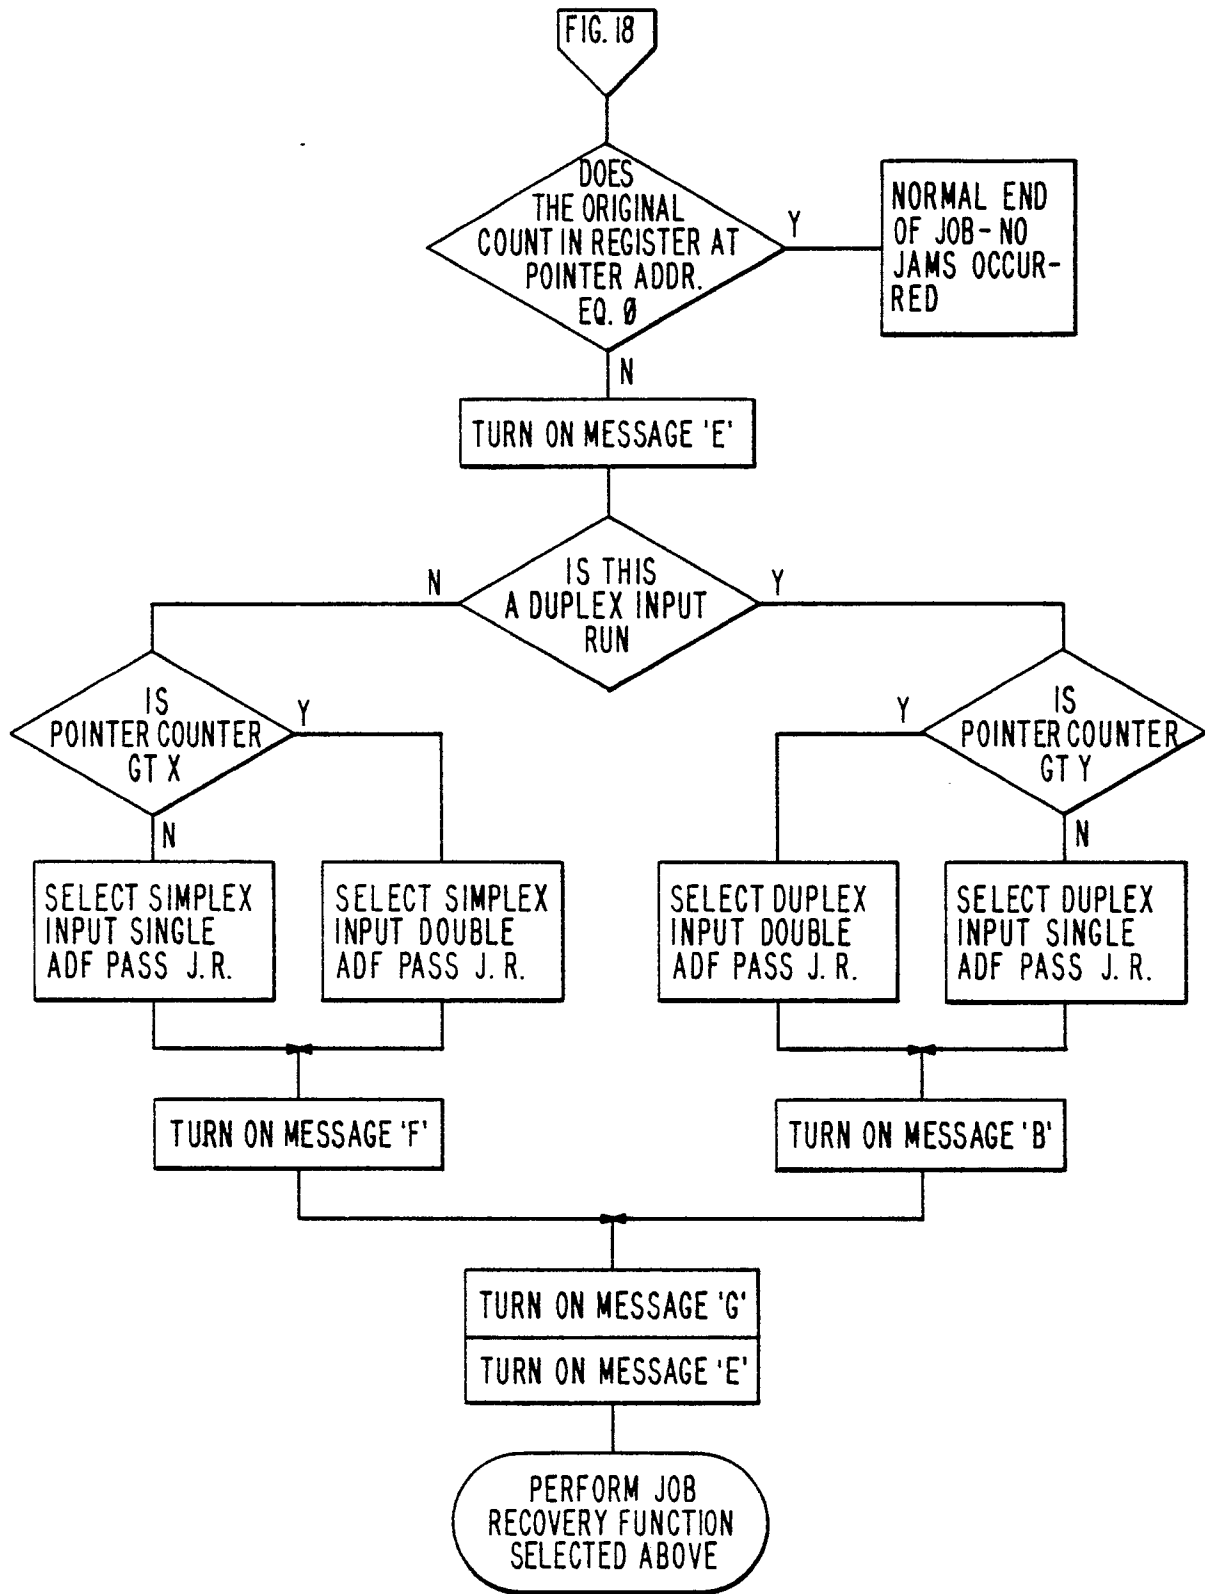 FIG. 18
DOES
THE ORIGINAL
COUNT IN REGISTER AT
POINTER ADDR.
EQ. Ø
Y
NORMAL END
OF JOB-NO
JAMS OCCUR-
RED
N
TURN ON MESSAGE 'E'
IS THIS
A DUPLEX INPUT
RUN
N
Y
IS
POINTER COUNTER
GT X
Y
N
IS
POINTER COUNTER
GT Y
Y
N
SELECT SIMPLEX
INPUT SINGLE
ADF PASS J.R.
SELECT SIMPLEX
INPUT DOUBLE
ADF PASS J.R.
SELECT DUPLEX
INPUT DOUBLE
ADF PASS J.R.
SELECT DUPLEX
INPUT SINGLE
ADF PASS J.R.
TURN ON MESSAGE 'F'
TURN ON MESSAGE 'B'
TURN ON MESSAGE 'G'
TURN ON MESSAGE 'E'
PERFORM JOB
RECOVERY FUNCTION
SELECTED ABOVE